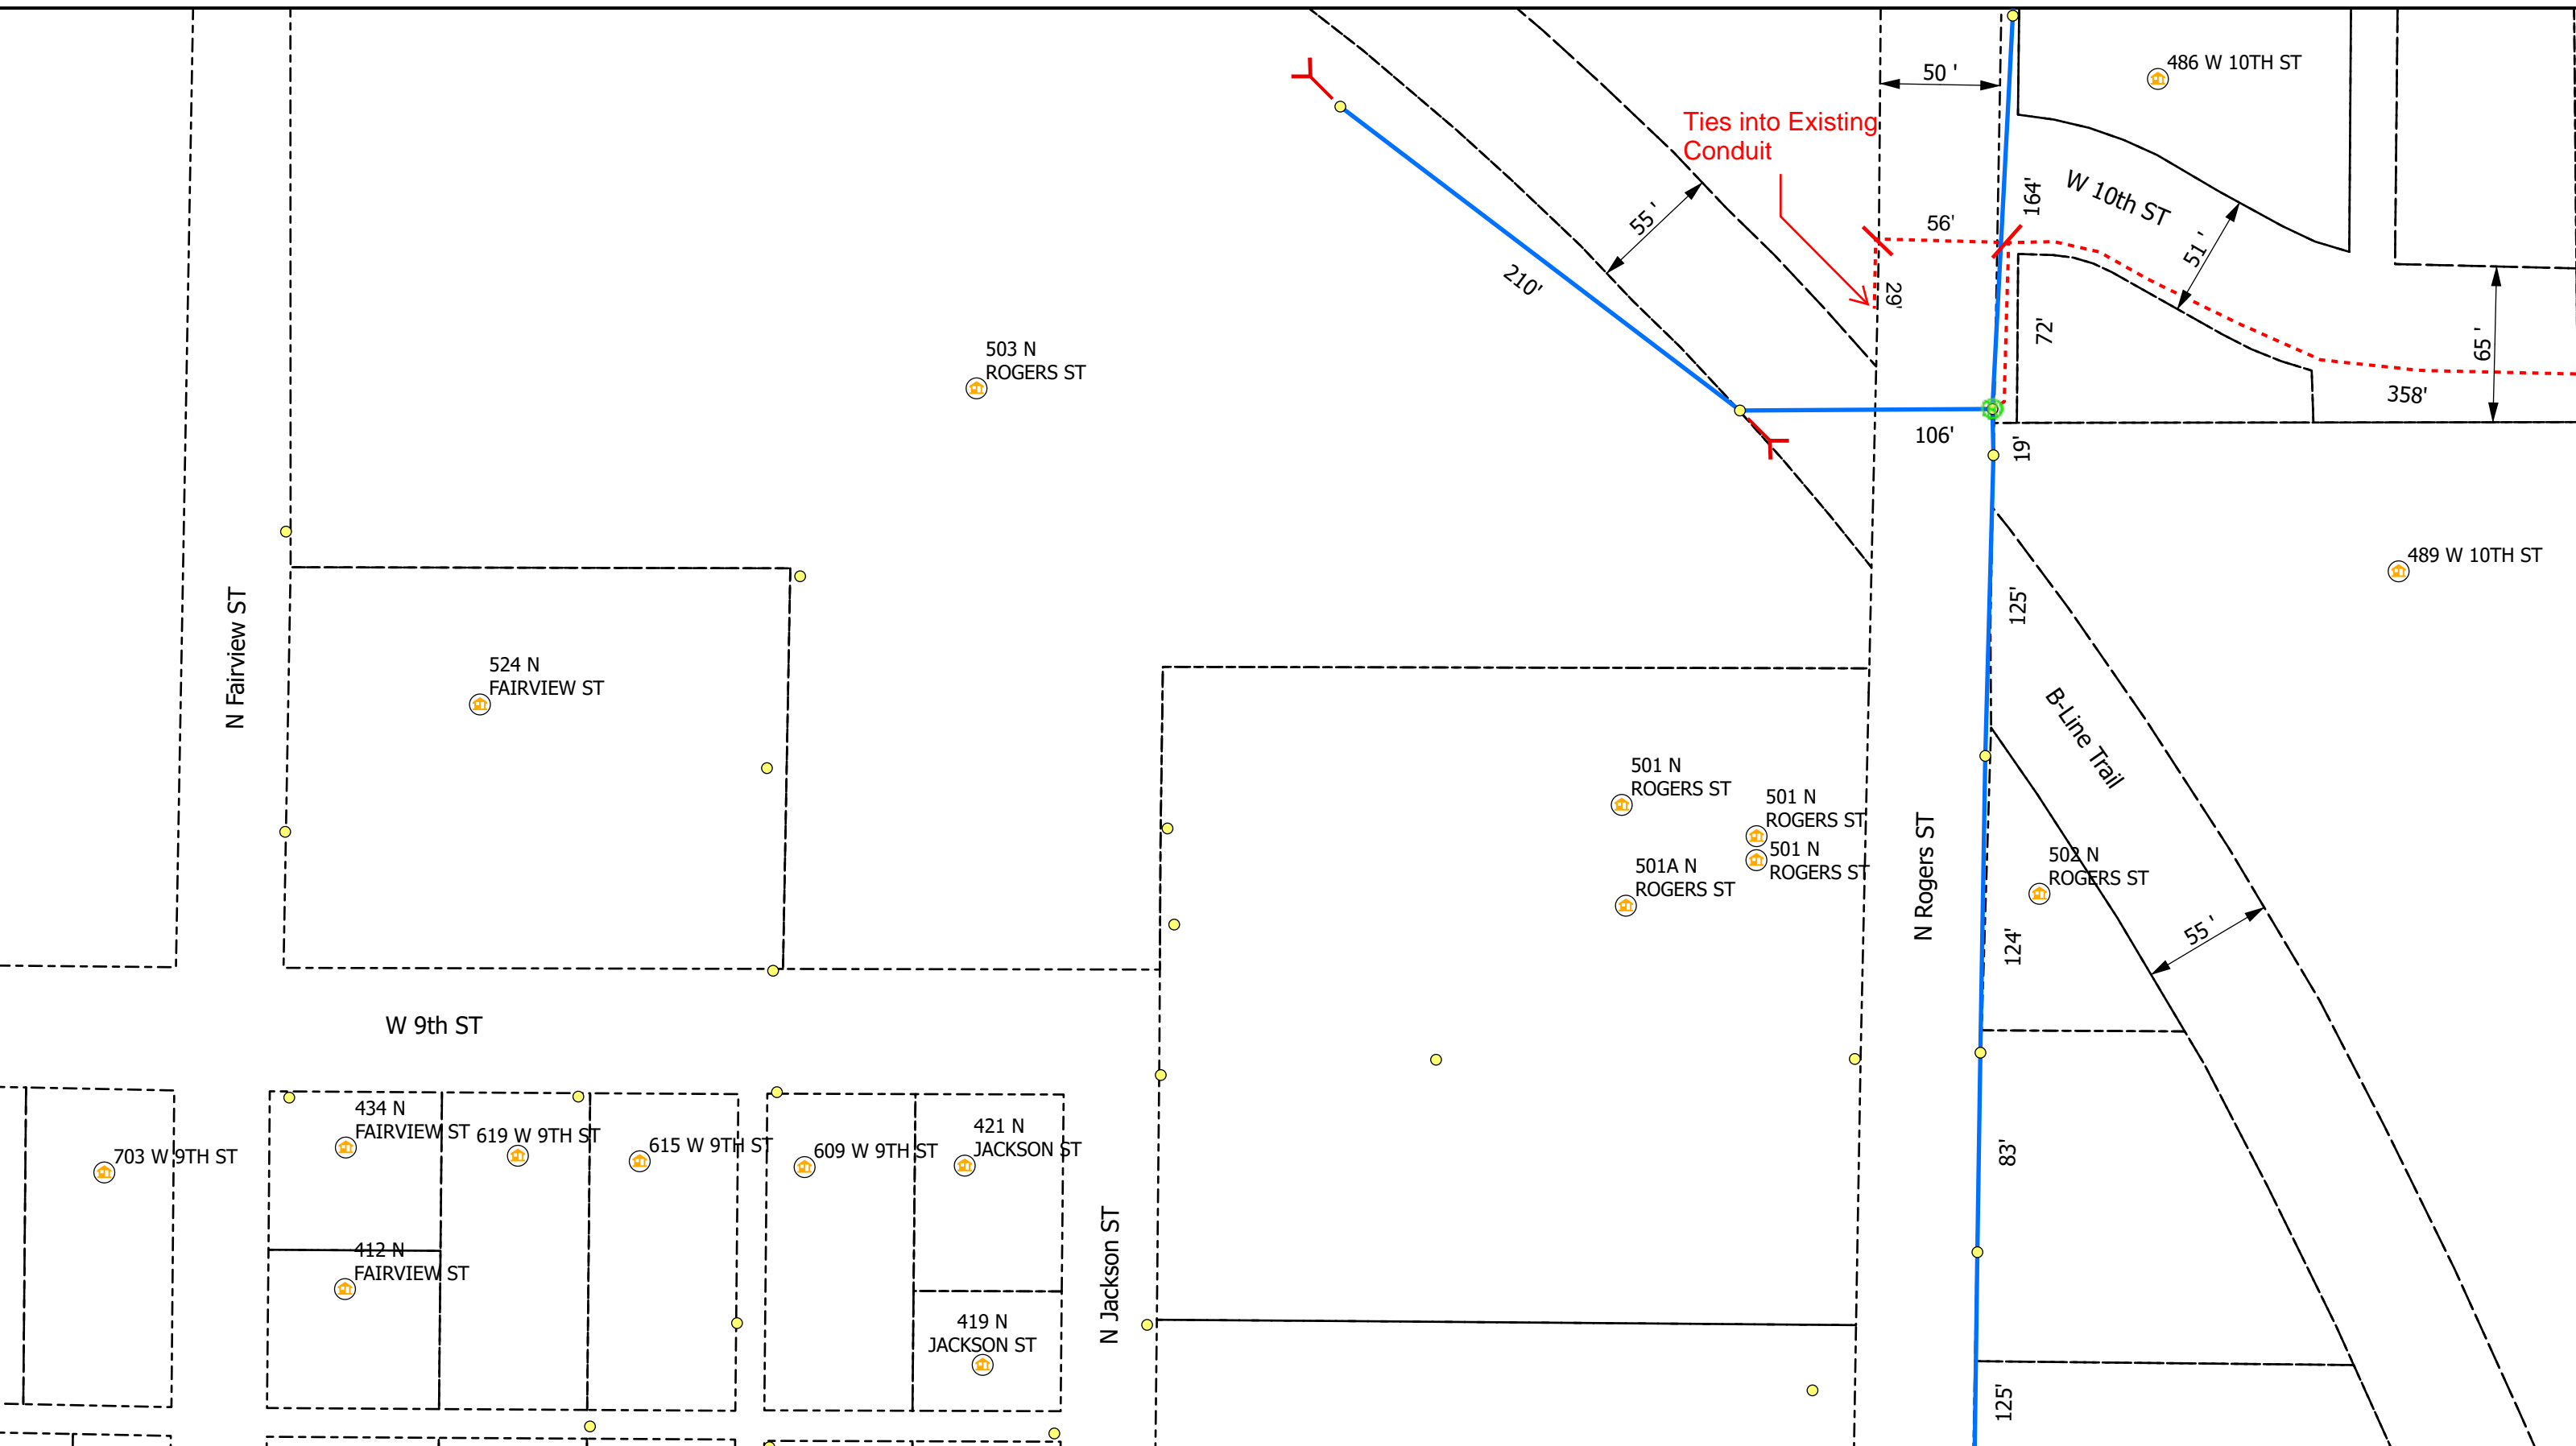 486 W 10TH ST
50 '
Ties into Existing
Conduit
164'
W 10th ST
56'
55 '
51 '
210'
29'
72'
65 '
503 N
ROGERS ST
358'
106'
19'
489 W 10TH ST
125'
N Fairview ST
524 N
FAIRVIEW ST
B-Line Trail
501 N
ROGERS ST
501 N
ROGERS ST
501 N
ROGERS ST
501A N
ROGERS ST
N Rogers ST
502 N
ROGERS ST
55 '
124'
W 9th ST
434 N
FAIRVIEW ST
619 W 9TH ST
615 W 9TH ST
609 W 9TH ST
421 N
JACKSON ST
703 W 9TH ST
83'
412 N
FAIRVIEW ST
N Jackson ST
419 N
JACKSON ST
125'